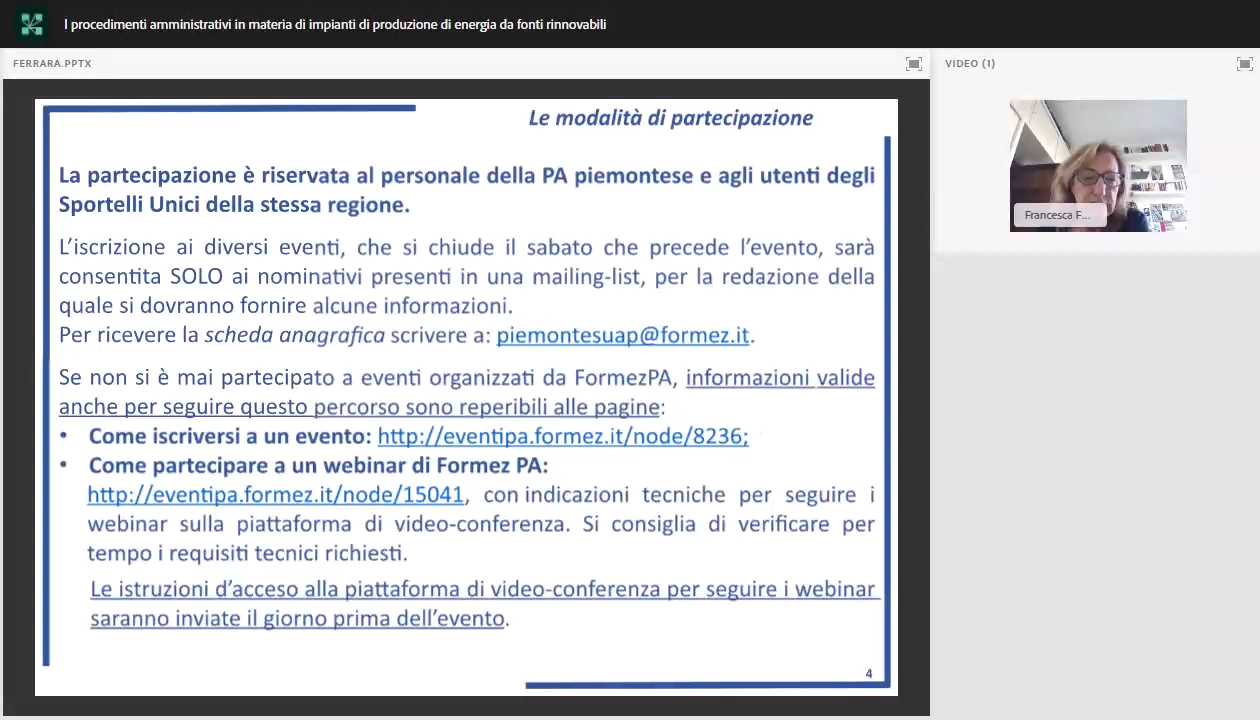 I procedimenti amministrativi in materia di impianti di produzione di energia da fonti rinnovabili
FERRARA.PPTX
VIDEO (1)
Le modalità di partecipazione
La partecipazione è riservata al personale della PA piemontese e agli utenti degli
Sportelli Unici della stessa regione.
L'iscrizione ai diversi eventi, che si chiude il sabato che precede l'evento, sarà
consentita SOLO ai nominativi presenti in una mailing-list, per la redazione della
quale si dovranno fornire alcune informazioni.
Per ricevere la scheda anagrafica scrivere a: piemontesuap@formez.it.
Se non si è mai partecipato a eventi organizzati da FormezPA, informazioni valide
anche per seguire questo percorso sono reperibili alle pagine:
• Come iscriversi a un evento: http://eventipa.formez.it/node/8236;
• Come partecipare a un webinar di Formez PA:
http://eventipa.formez.it/node/15041, con indicazioni tecniche per seguire i
webinar sulla piattaforma di video-conferenza. Si consiglia di verificare per
tempo i requisiti tecnici richiesti.
Le istruzioni d'acceso alla piattaforma di video-conferenza per seguire i webinar
saranno inviate il giorno prima dell'evento.
4
Francesca F...